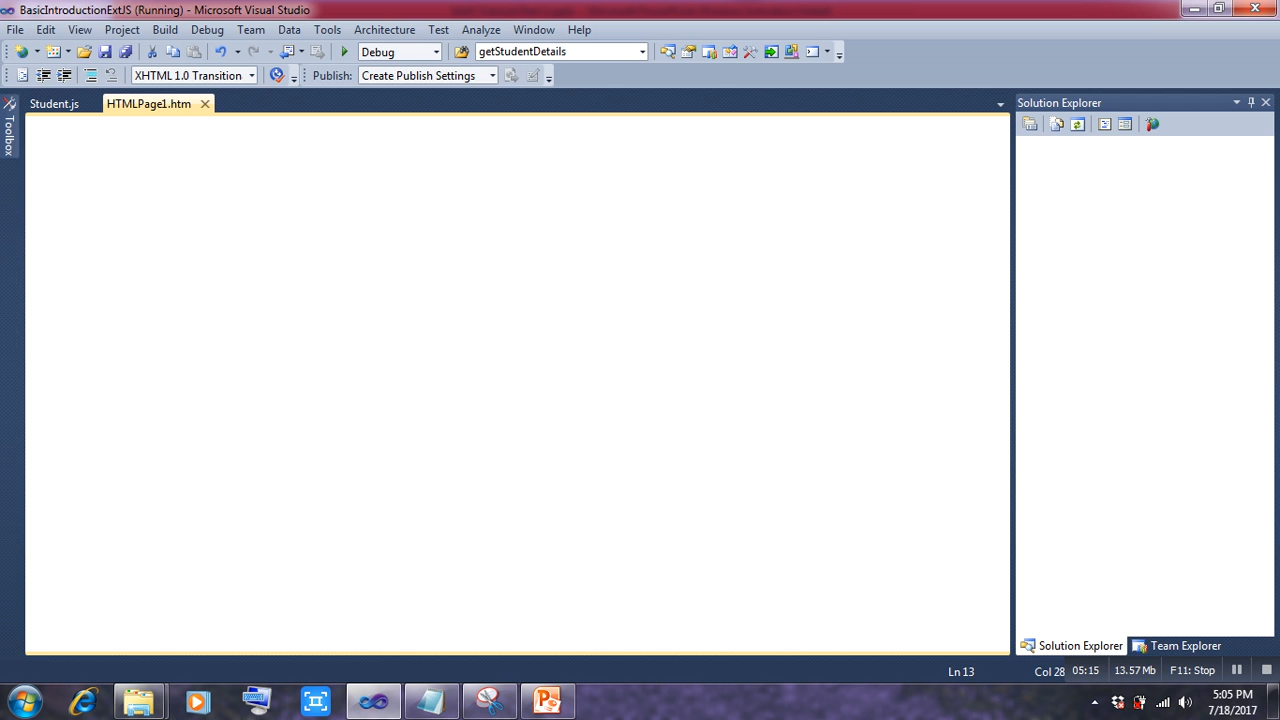 BasicIntroductionExtJS (Running) - Microsoft Visual Studio
File Edit View Project Build Debug Team Data Tools Architecture Test Analyze Window Help
Debug getStudentDetails
XHTML 1.0 Transition Publish: Create Publish Settings
Toolbox
Student.js HTMLPage1.htm
Solution Explorer
Solution Explorer Team Explorer
Ln 13 Col 28 05:15 13.57 Mb F11: Stop
5:05 PM
7/18/2017